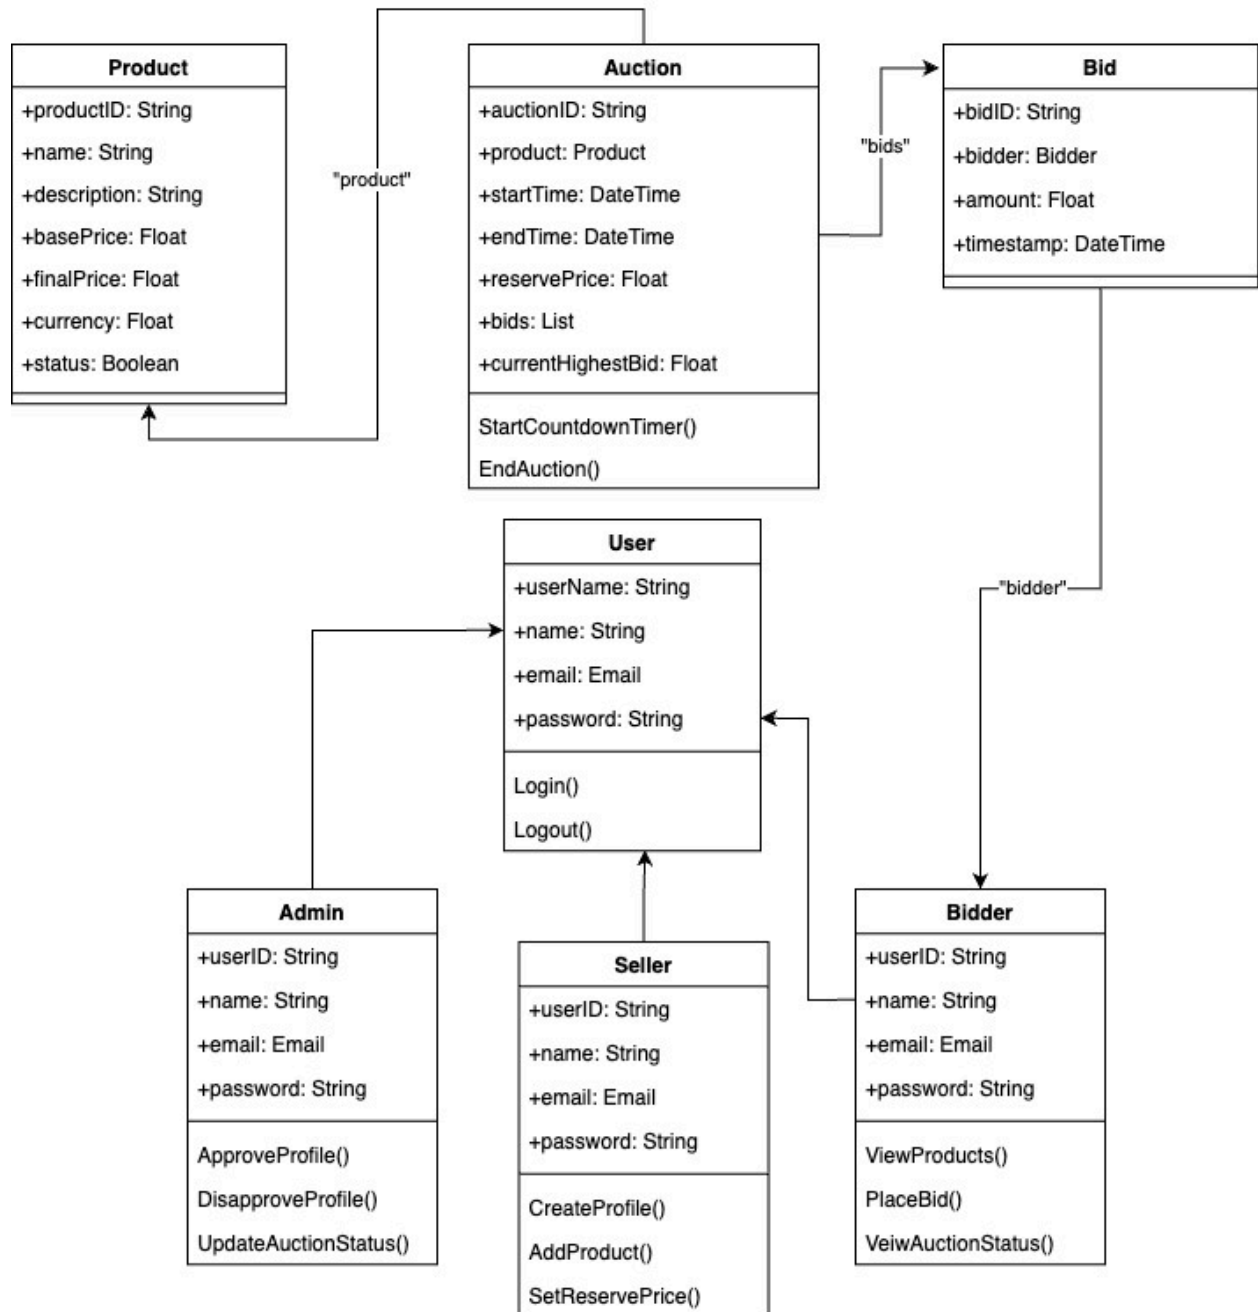 Product
+productID: String
+name: String
+description: String
+basePrice: Float
+finalPrice: Float
+currency: Float
+status: Boolean
"product"
Auction
+auctionID: String
+product: Product
+startTime: DateTime
+endTime: DateTime
+reservePrice: Float
+bids: List
+currentHighestBid: Float
StartCountdownTimer()
EndAuction()
"bids"
Bid
+bidID: String
+bidder: Bidder
+amount: Float
+timestamp: DateTime
"bidder"
User
+userName: String
+name: String
+email: Email
+password: String
Login()
Logout()
Admin
+userID: String
+name: String
+email: Email
+password: String
ApproveProfile()
DisapproveProfile()
UpdateAuctionStatus()
Seller
+userID: String
+name: String
+email: Email
+password: String
CreateProfile()
AddProduct()
SetReservePrice()
Bidder
+userID: String
+name: String
+email: Email
+password: String
ViewProducts()
PlaceBid()
VeiwAuctionStatus()